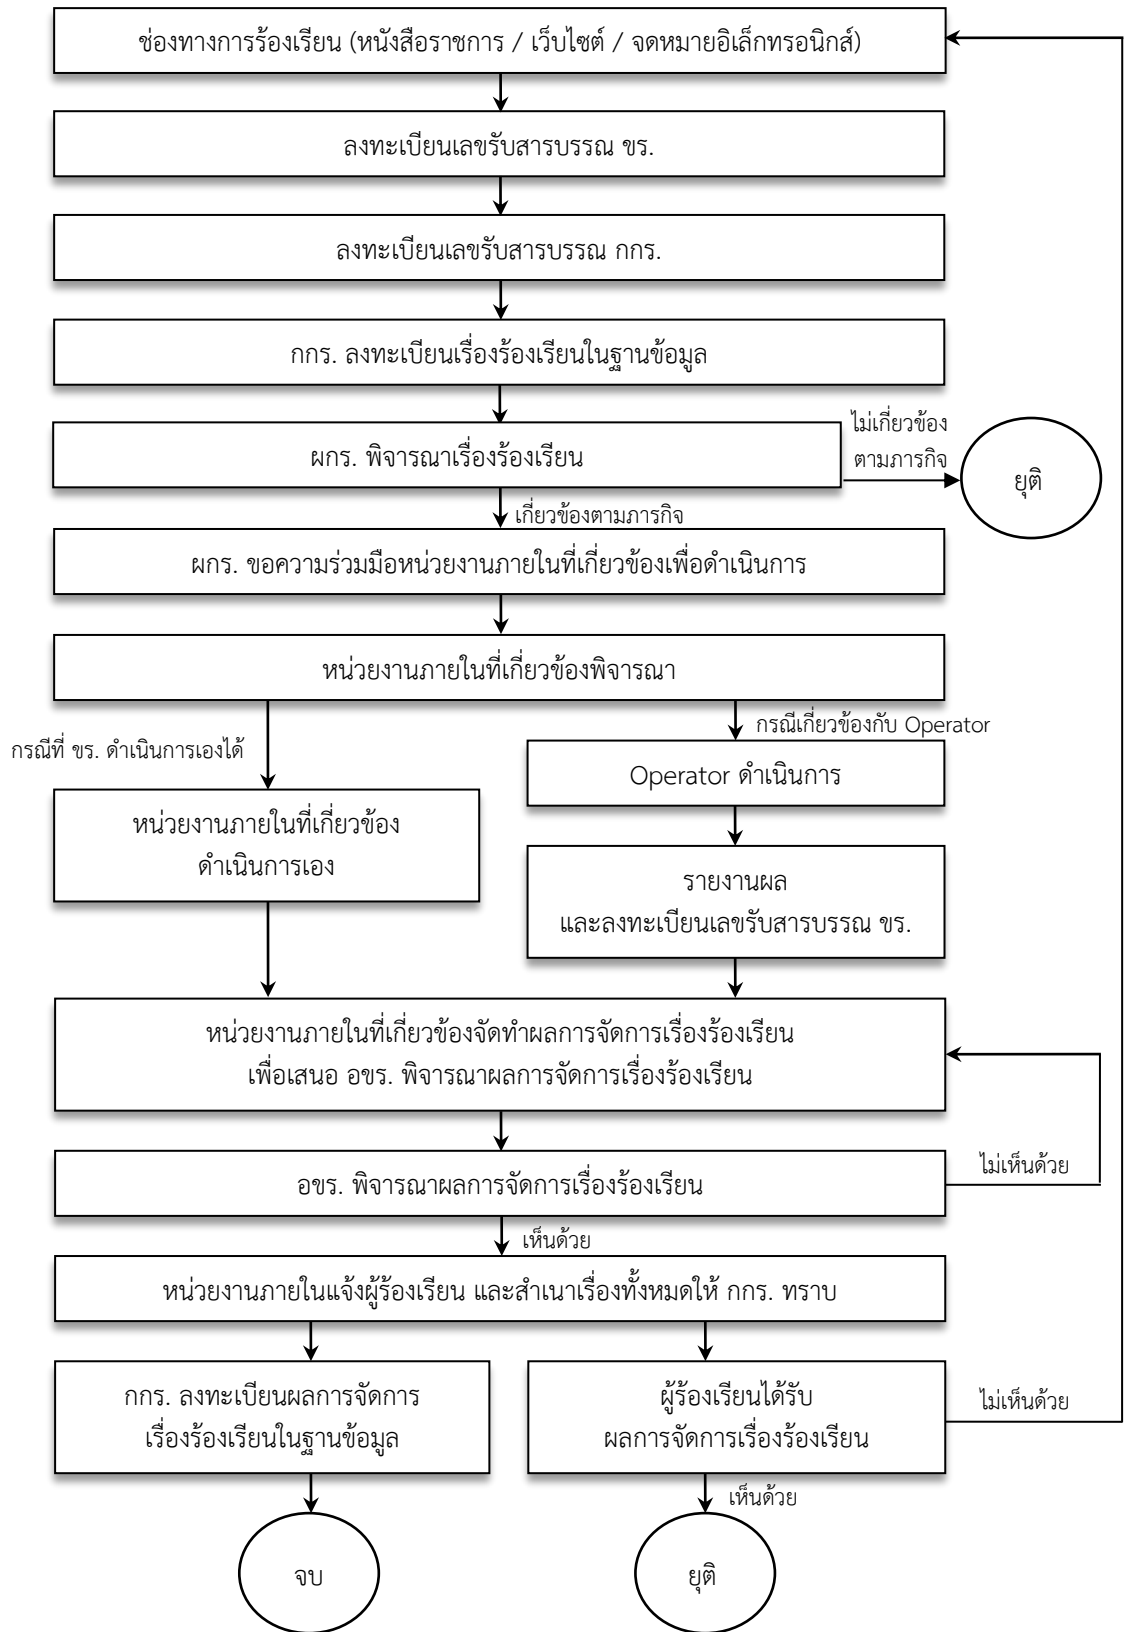 ช่องทางการร้องเรียน (หนังสือราชการ / เว็บไซต์ / จดหมายอิเล็กทรอนิกส์)
ลงทะเบียนเลขรับสารบรรณ ขร.
ลงทะเบียนเลขรับสารบรรณ กกร.
กกร. ลงทะเบียนเรื่องร้องเรียนในฐานข้อมูล
ผกร. พิจารณาเรื่องร้องเรียน
ไม่เกี่ยวข้อง
ตามภารกิจ
ยุติ
เกี่ยวข้องตามภารกิจ
ผกร. ขอความร่วมมือหน่วยงานภายในที่เกี่ยวข้องเพื่อดำเนินการ
หน่วยงานภายในที่เกี่ยวข้องพิจารณา
กรณีที่ ขร. ดำเนินการเองได้
กรณีเกี่ยวข้องกับ Operator
Operator ดำเนินการ
หน่วยงานภายในที่เกี่ยวข้อง
ดำเนินการเอง
รายงานผล
และลงทะเบียนเลขรับสารบรรณ ขร.
หน่วยงานภายในที่เกี่ยวข้องจัดทำผลการจัดการเรื่องร้องเรียน
เพื่อเสนอ อขร. พิจารณาผลการจัดการเรื่องร้องเรียน
อขร. พิจารณาผลการจัดการเรื่องร้องเรียน
ไม่เห็นด้วย
เห็นด้วย
หน่วยงานภายในแจ้งผู้ร้องเรียน และสำเนาเรื่องทั้งหมดให้ กกร. ทราบ
กกร. ลงทะเบียนผลการจัดการ
เรื่องร้องเรียนในฐานข้อมูล
ผู้ร้องเรียนได้รับ
ผลการจัดการเรื่องร้องเรียน
ไม่เห็นด้วย
เห็นด้วย
จบ
ยุติ